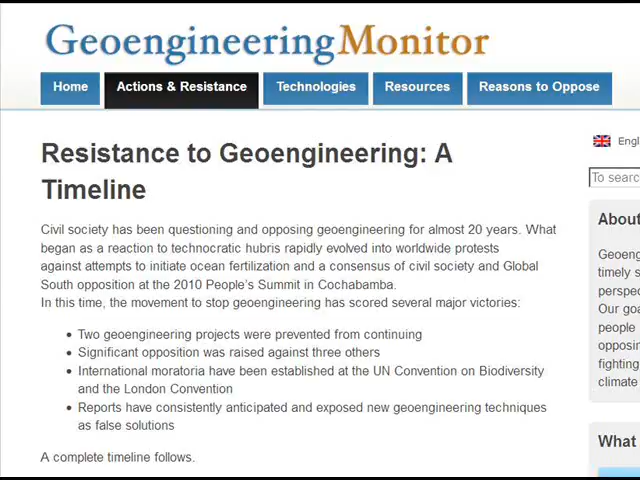 GeoengineeringMonitor
Home
Actions & Resistance
Technologies
Resources
Reasons to Oppose
Resistance to Geoengineering: A
Timeline
Civil society has been questioning and opposing geoengineering for almost 20 years. What
began as a reaction to technocratic hubris rapidly evolved into worldwide protests
against attempts to initiate ocean fertilization and a consensus of civil society and Global
South opposition at the 2010 People's Summit in Cochabamba.
In this time, the movement to stop geoengineering has scored several major victories:
• Two geoengineering projects were prevented from continuing
• Significant opposition was raised against three others
• International moratoria have been established at the UN Convention on Biodiversity
and the London Convention
• Reports have consistently anticipated and exposed new geoengineering techniques
as false solutions
A complete timeline follows.
Engl
To searc
About
Geoeng
timely s
perspec
Our goa
people
opposin
fighting
climate
What